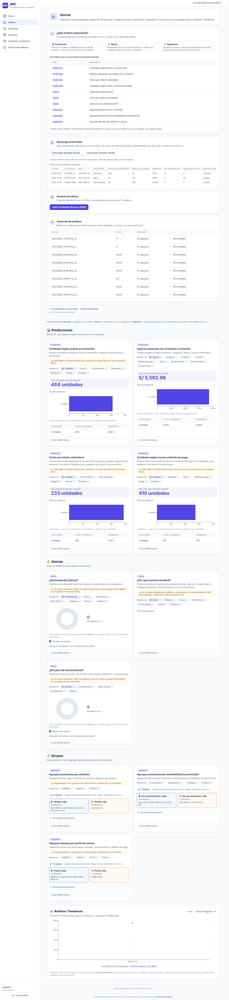 SPC
SPC
Pronóstico para tu negocio
Inicio
Ventas
Compras
Almacén
Usuarios y permisos
Acerca del sistema
256370
administrator
Cerrar sesión
Servidor: http://localhost:8010
Ventas
Estima las ventas esperadas según los factores de tu negocio (precio, promoción, calendario). La evolución en el tiempo está en Análisis / Tendencia.
1
¿Qué análisis obtendrás?
El sistema ejecuta 10 análisis automáticos por ti. Estos son y qué responden.
Predicción
Estiman un número (unidades, ingreso, días de entrega…) a partir de los factores de tu negocio.
Alerta
Responden sí/no (¿riesgo de quiebre?) o eligen una categoría (¿por qué canal se venderá?).
Segmento
Agrupan productos, tiendas o proveedores parecidos para poder gestionarlos de forma distinta.
10 análisis que se ejecutarán automáticamente:
TIPO PREGUNTA
Predicción Unidades según precio y promoción
Predicción Ingreso esperado por producto y contexto
Predicción Venta por efecto calendario
Predicción Unidades según canal y método de pago
Alerta ¿Demanda alta (sí/no)?
Alerta ¿Por qué canal se venderá?
Alerta ¿Día pico de ventas (sí/no)?
Segmento Agrupar productos por volumen
Segmento Agrupar productos por sensibilidad a promoción
Segmento Agrupar tiendas por perfil de ventas
Todos estos análisis se entrenan automáticamente cuando subes tus datos (sin que tengas que elegir nada).
2
Descarga el formato
Baja una plantilla para llenar con tus datos. Ya viene con filas de ejemplo: reemplázalas por las tuyas y súbela en el Paso 3.
Descargar plantilla (Excel) Descargar plantilla (JSON)
Ambas plantillas traen todas las columnas necesarias y filas de ejemplo listas para reemplazar.
Así se ven las columnas (ejemplo):
FECHA ID_TIENDA SKU CATEGORIA UNIDADES_VENDIDAS PRECIO_UNITARIO INGRESO EN_PROMOCION DESCUENTO_PCT METODO_PAG
2025-01-15 BODEGA-LI SKU-AZC-01 Abarrotes 850 2.5 2125 0 0 Contado
2025-01-15 BOTICA-JR SKU-VIT-05 Salud 45 125 5625 1 10 Tarjeta
2025-01-15 FERRE-NOR SKU-HER-12 Herramientas 32 450 14400 0 5 Crédito
3
Analiza tus datos
Sube tu plantilla (Excel o JSON) y automáticamente verás los 10 análisis.
Subir mi plantilla (Excel o JSON)
4
Historial de análisis
Revisa los análisis que hiciste antes en esta categoría y vuelve a ver sus resultados.
FECHA FILAS ANÁLISIS
14/7/2026, 7:55:23 a. m. 5 10 reportes Ver resultados
14/7/2026, 7:53:14 a. m. 5 10 reportes Ver resultados
14/7/2026, 6:44:48 a. m. 10041 10 reportes Ver resultados
14/7/2026, 6:43:03 a. m. 10041 10 reportes Ver resultados
14/7/2026, 6:39:46 a. m. 10041 10 reportes Ver resultados
14/7/2026, 5:40:47 a. m. 50 10 reportes Ver resultados
12/7/2026, 11:48:20 p. m. 10041 10 reportes Ver resultados
12/7/2026, 10:41:47 p. m. 10041 10 reportes Ver resultados
✓ 13 columnas reconocidas 5 filas analizadas
Ver columnas reconocidas
Cómo leer esto: Predicción = regresión (un número) · Alerta = clasificación (sí/no o categoría) · Segmento = agrupación (clustering). El detalle técnico está en «Ver detalle técnico».
Predicciones
Números: qué esperar según los factores de tu negocio
Predicción
Unidades según precio y promoción
Predice demanda unitaria en función del precio, estado de promoción y descuento.
Señal débil: el modelo explica poca variación con estos factores (error promedio 198%).
Basado en: Unidades Precio En promoción Descuento %
Categoría Tienda Producto
Total estimado (periodo reciente)
464 unidades
Top por categoría:
Comidas
0 150 300 450 600
Cada barra suma el valor estimado del periodo por categoría (en unidades).
CATEGORÍA TOTAL ESTIMADO PROMEDIO
Comidas 464 464.2
Ver detalle técnico
Predicción
Ingreso esperado por producto y contexto
Predice ingresos según producto, categoría, tienda, canal y calendario.
Basado en: Ingreso Categoría Producto Tienda
Método de pago Canal Fin de semana Días a feriado
En promoción
Total estimado (periodo reciente)
S/ 5,562.98
Top por categoría:
Comidas
0 1500 3000 4500 6000
Cada barra suma el valor estimado del periodo por categoría (en S/).
CATEGORÍA TOTAL ESTIMADO PROMEDIO
Comidas 5,563 5,563
Ver detalle técnico
Predicción
Venta por efecto calendario
Aísla el efecto del calendario en la demanda: predice unidades según fin de semana y cercanía a feriados, por categoría (sin precio ni promoción).
Señal débil: el modelo explica poca variación con estos factores (error promedio 49%).
Basado en: Unidades Fin de semana Días a feriado
Categoría Tienda Producto
Total estimado (periodo reciente)
233 unidades
Top por categoría:
Comidas
0 60 120 180 240
Cada barra suma el valor estimado del periodo por categoría (en unidades).
CATEGORÍA TOTAL ESTIMADO PROMEDIO
Comidas 233 233.1
Ver detalle técnico
Predicción
Unidades según canal y método de pago
Aísla el efecto del canal de venta y el método de pago en la demanda, por categoría (sin precio ni promoción).
Señal débil: el modelo explica poca variación con estos factores (error promedio 163%).
Basado en: Unidades Categoría Canal Método de pago
Tienda Producto
Total estimado (periodo reciente)
410 unidades
Top por categoría:
Comidas
0 150 300 450 600
Cada barra suma el valor estimado del periodo por categoría (en unidades).
CATEGORÍA TOTAL ESTIMADO PROMEDIO
Comidas 410 410
Ver detalle técnico
Alertas
Sí/No o categoría: qué requiere tu atención
Alerta
¿Demanda alta (sí/no)?
Clasifica si la demanda será alta respecto al promedio de su categoría.
Sin casos suficientes: todos los registros caen en la misma categoría (sin alerta); no se puede entrenar esta alerta.
Basado en: Demanda alta Precio En promoción
Descuento % Categoría Tienda Producto
0
en alerta de 1
El aro muestra cuántos casos quedaron en alerta vs. normales, sobre 1 casos del periodo de prueba.
Mostrar solo alertas
¡Ninguno en alerta con los datos de prueba!
Ver detalle técnico
Alerta
¿Por qué canal se venderá?
Predice el canal de venta más probable (tienda, web, etc.) a partir de la categoría, el precio, la promoción y si es fin de semana.
No se pudo completar este análisis: n_components=2 must be between 0 and min(n_samples, n_features)=1 with svd_solver='full'
Basado en: Canal Categoría Precio En promoción
Fin de semana Tienda Producto
Sin predicciones.
Ver detalle técnico
Alerta
¿Día pico de ventas (sí/no)?
Detecta si el día será pico de ventas (sí/no) según calendario y promociones.
Sin casos suficientes: todos los registros caen en la misma categoría (sin alerta); no se puede entrenar esta alerta.
Basado en: Día pico Fin de semana Días a feriado
En promoción Tienda
0
en alerta de 1
El aro muestra cuántos casos quedaron en alerta vs. normales, sobre 1 casos del periodo de prueba.
Mostrar solo alertas
¡Ninguno en alerta con los datos de prueba!
Ver detalle técnico
Grupos
Segmentación: cómo agrupar tus datos para gestionarlos mejor
Segmento
Agrupar productos por volumen
Segmenta SKUs según volumen de ventas e ingresos generados.
Segmentación con 1 grupo(s) de 1 solo elemento: referencial, no accionable.
Basado en: Unidades Ingreso Producto
K = 2 grupos elegido automáticamente por mayor silueta, probando k de 2 a 4.
Ventas: bajo
4 elementos
SKU-HER-12, SKU-PAN-03, SKU-PLA-08, SKU-VIT-05
Ventas: alto
1 elementos
SKU-AZC-01
Ver mapa de segmentos
Ver detalle técnico
Segmento
Agrupar productos por sensibilidad a promoción
Segmenta SKUs según respuesta a promociones (volatilidad con/sin promo).
Basado en: En promoción Descuento % Unidades Producto
K = 2 grupos elegido automáticamente por mayor silueta, probando k de 2 a 4.
Uso de promoción: bajo
3 elementos
SKU-AZC-01, SKU-HER-12, SKU-PLA-08
Uso de promoción: alto
2 elementos
SKU-PAN-03, SKU-VIT-05
Ver mapa de segmentos
Ver detalle técnico
Segmento
Agrupar tiendas por perfil de ventas
Segmenta puntos de venta según volumen, precio medio y método de pago.
Segmentación con 1 grupo(s) de 1 solo elemento: referencial, no accionable.
Basado en: Unidades Ingreso Precio Tienda
K = 2 grupos elegido automáticamente por mayor silueta, probando k de 2 a 4.
Precio: bajo
4 elementos
BODEGA-LI, BOTICA-JR, PAN-AZNG, REST-SJ
Precio: alto
1 elementos
FERRE-NOR
Ver mapa de segmentos
Ver detalle técnico
Análisis / Tendencia
Filtrar: Todo el negocio
Evolución temporal del negocio (histórico) y pronóstico referencial.
1400
1050
700
350
0
2025-01-15
Histórico (unidades) Pronóstico a 14 días
Cómo leer esto: la línea gris es lo que ya ocurrió; la franja sombreada a la derecha es el pronóstico a 14 días (Tendencia lineal + estacionalidad semanal (referencial)). Es una referencia orientativa, no una garantía.
Análisis realizado el 14/7/2026, 7:55:23 a. m.
Las estimaciones son referenciales y mejoran con tus propios datos. Acerca del sistema